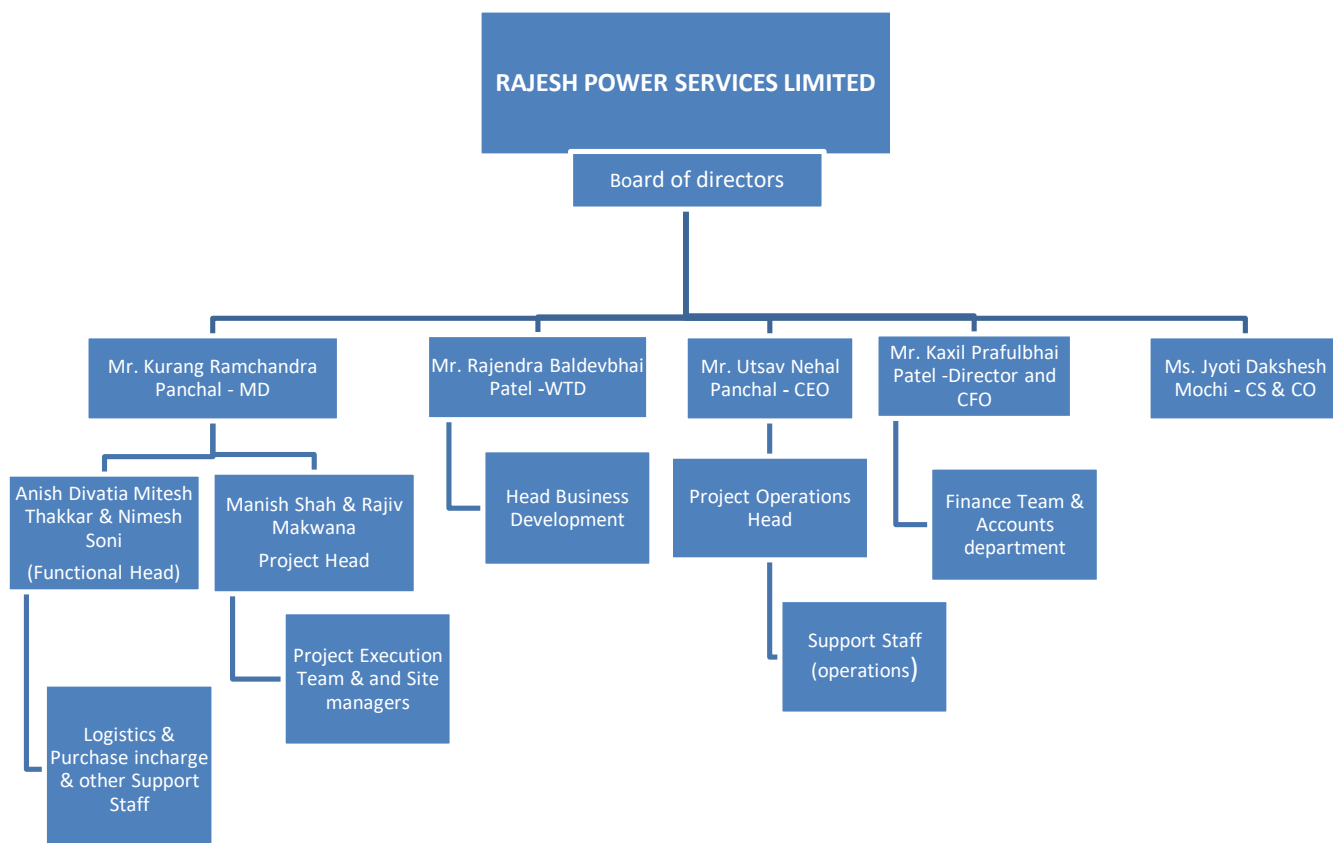 RAJESH POWER SERVICES LIMITED
Board of directors
Mr. Kurang Ramchandra
Panchal - MD
Mr. Rajendra Baldevbhai
Patel -WTD
Mr. Utsav Nehal
Panchal - CEO
Mr. Kaxil Prafulbhai
Patel -Director and
CFO
Ms. Jyoti Dakshesh
Mochi - CS & CO
Anish Divatia Mitesh
Thakkar & Nimesh
Soni
(Functional Head)
Manish Shah & Rajiv
Makwana
Project Head
Head Business
Development
Project Operations
Head
Finance Team &
Accounts
department
Project Execution
Team & and Site
managers
Support Staff
(operations)
Logistics &
Purchase incharge
& other Support
Staff